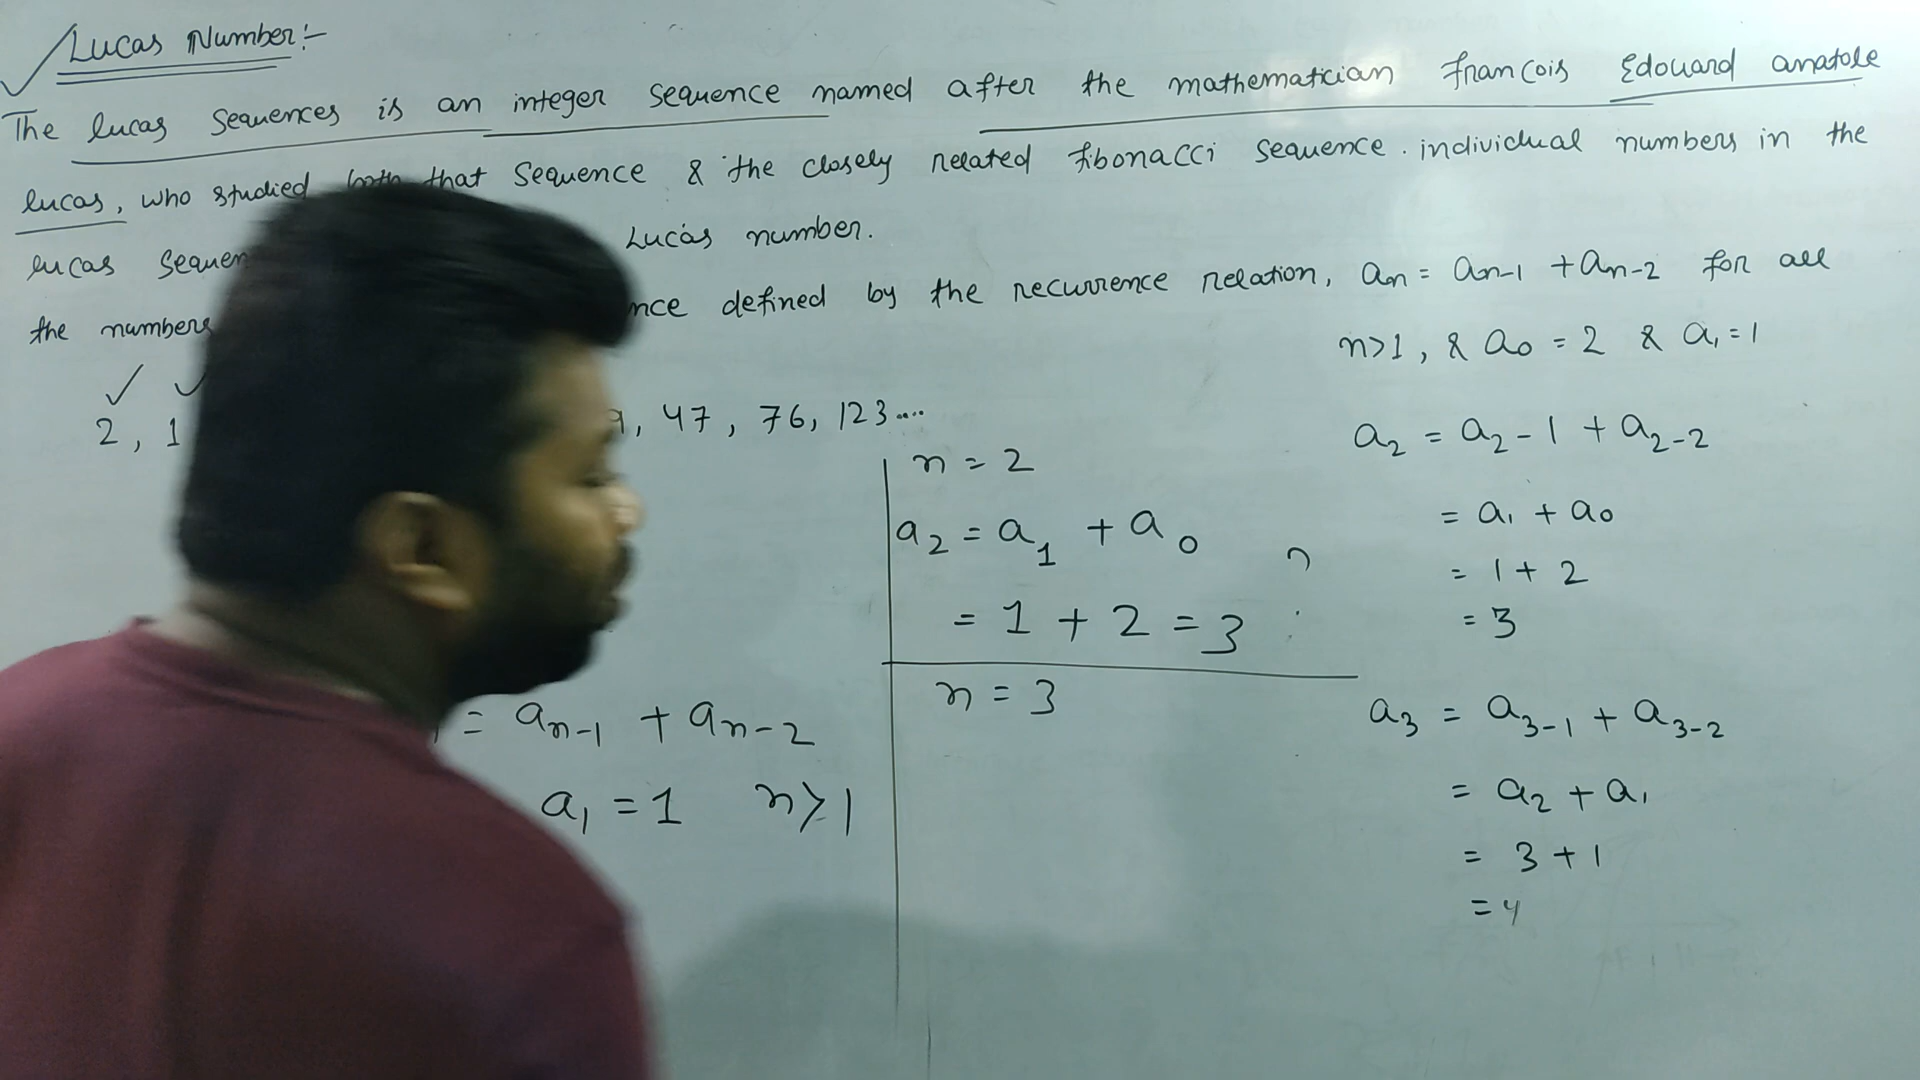 Lucas Number:-
The lucas sequences is an integer sequence named after the mathematician francois Edouard anatole
lucas, who studied both that sequence & the closely related fibonacci sequence. individual numbers in the
lucas sequen Lucas number.
the numbers nce defined by the recurrence relation, an = an-1 + an-2 for all
n>1, & a0 = 2 & a1 = 1
2, 1 9, 47, 76, 123....
= an-1 + an-2
a1 = 1 n>1
n = 2
a2 = a1 + a0
= 1 + 2 = 3
n = 3
a2 = a2-1 + a2-2
= a1 + a0
= 1 + 2
= 3
a3 = a3-1 + a3-2
= a2 + a1
= 3 + 1
= 4